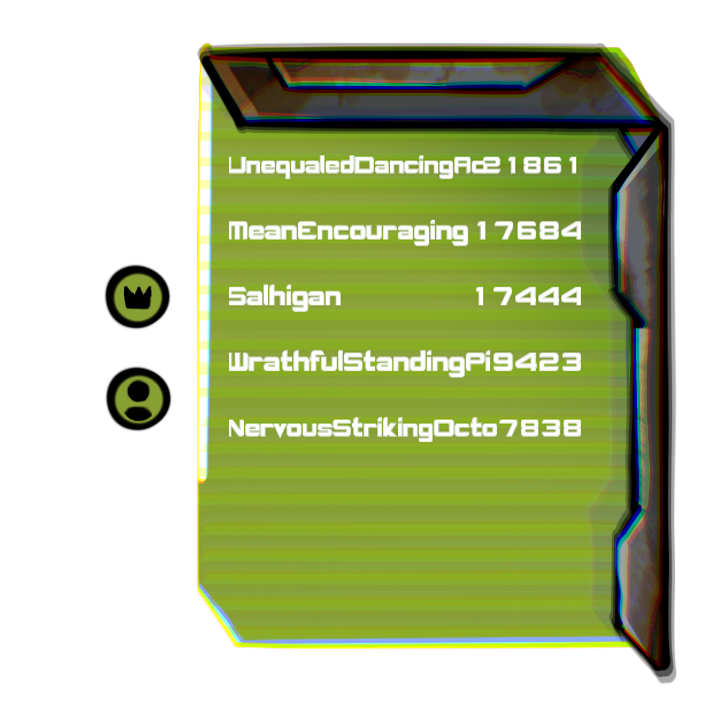 UnequaledDancingAc21861
MeanEncouraging 17684
Salhigan 17444
WrathfulStandingPi9423
NervousStrikingOcto7838